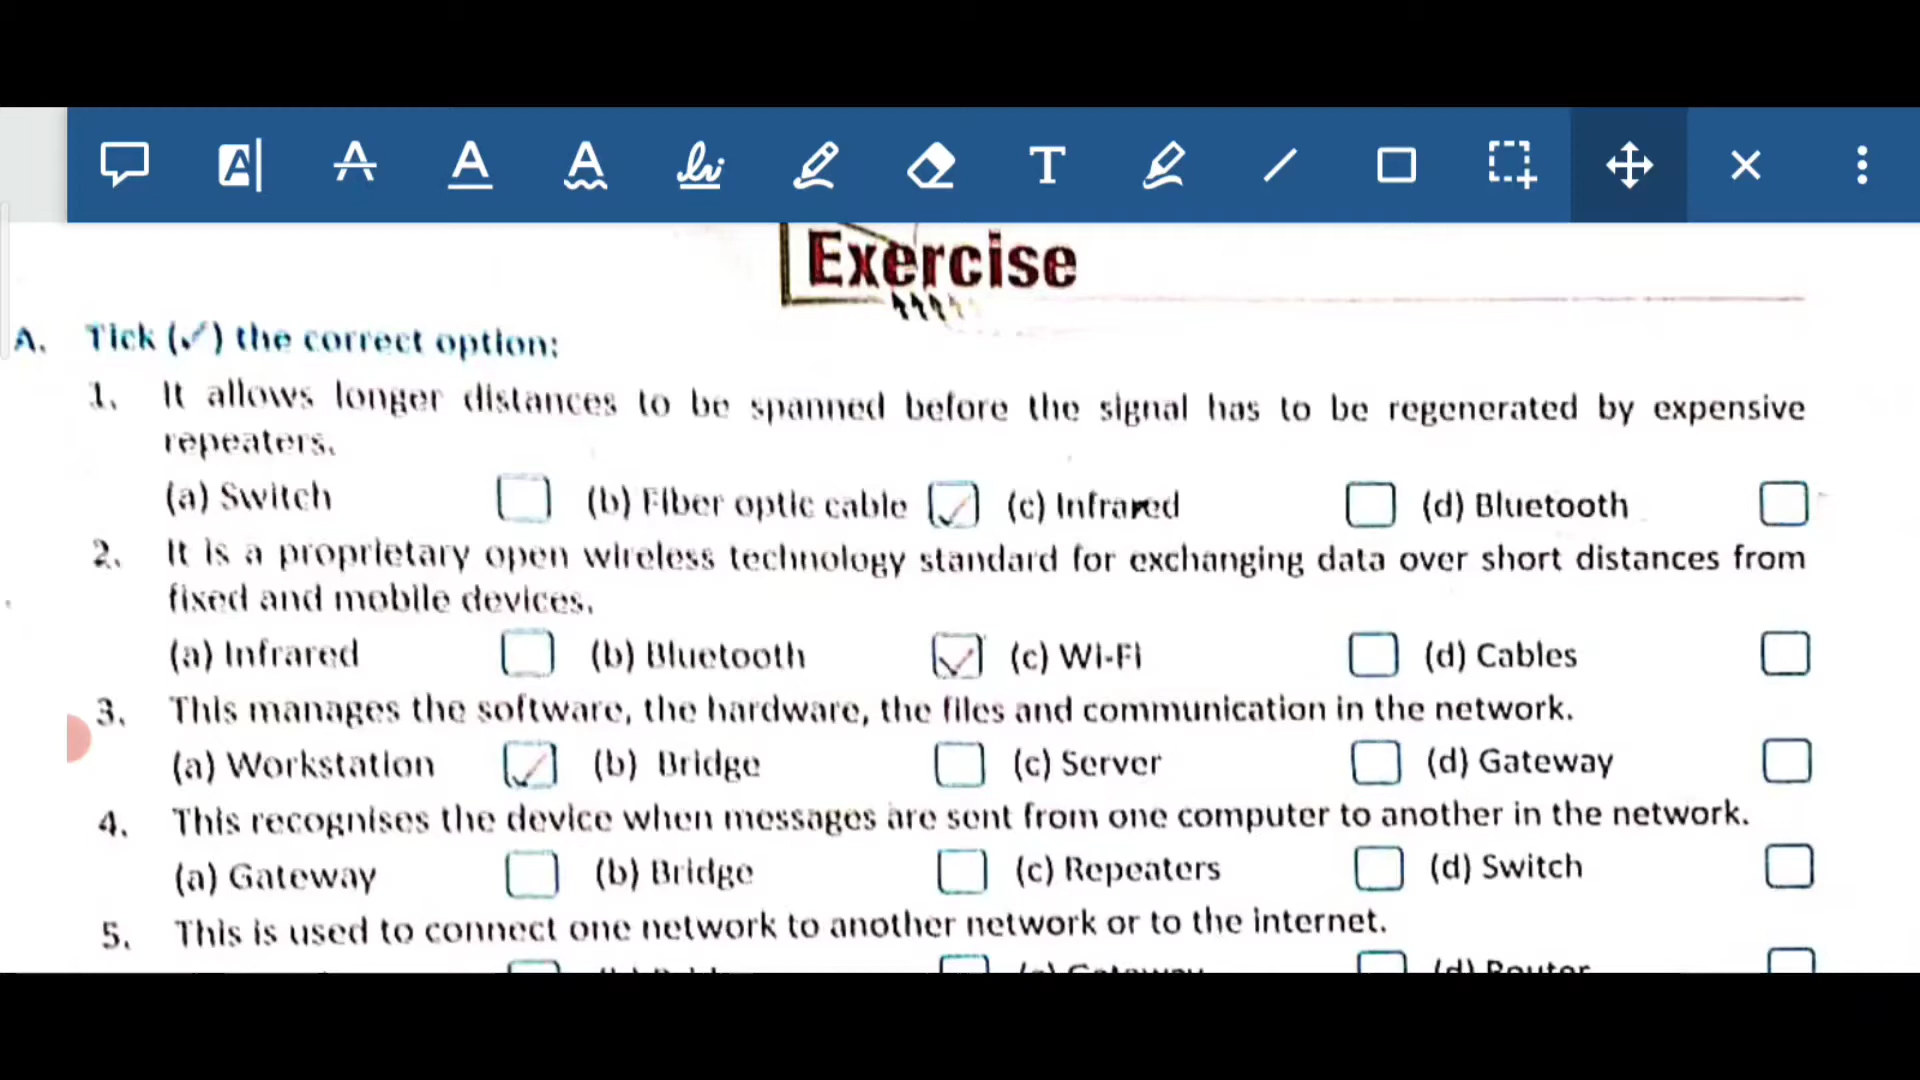 Exercise
A. Tick (✓) the correct option:
1. It allows longer distances to be spanned before the signal has to be regenerated by expensive
repeaters.
(a) Switch (b) Fiber optic cable (c) Infrared (d) Bluetooth
2. It is a proprietary open wireless technology standard for exchanging data over short distances from
fixed and mobile devices.
(a) Infrared (b) Bluetooth (c) Wi-Fi (d) Cables
3. This manages the software, the hardware, the files and communication in the network.
(a) Workstation (b) Bridge (c) Server (d) Gateway
4. This recognises the device when messages are sent from one computer to another in the network.
(a) Gateway (b) Bridge (c) Repeaters (d) Switch
5. This is used to connect one network to another network or to the internet.
(c) Gateway (d) Router